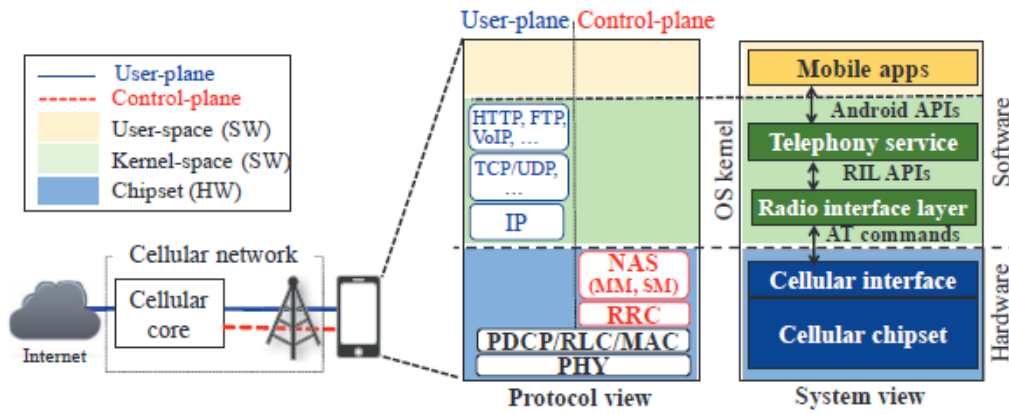 User-plane
Control-plane
User-space (SW)
Kernel-space (SW)
Chipset (HW)
Cellular network
Cellular
core
Internet
User-plane
Control-plane
HTTP, FTP,
VoIP, ...
TCP/UDP,
...
IP
NAS
(MM, SM)
RRC
PDCP/RLC/MAC
PHY
Protocol view
OS kernel
Mobile apps
Android APIs
Telephony service
RIL APIs
Radio interface layer
AT commands
Cellular interface
Cellular chipset
System view
Software
Hardware